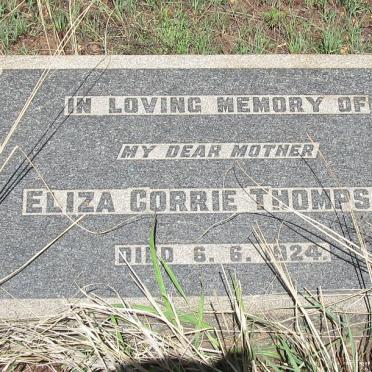 IN LOVING MEMORY OF
MY DEAR MOTHER
ELIZA CORRIE THOMPS
DIED 6. 6. 1924.